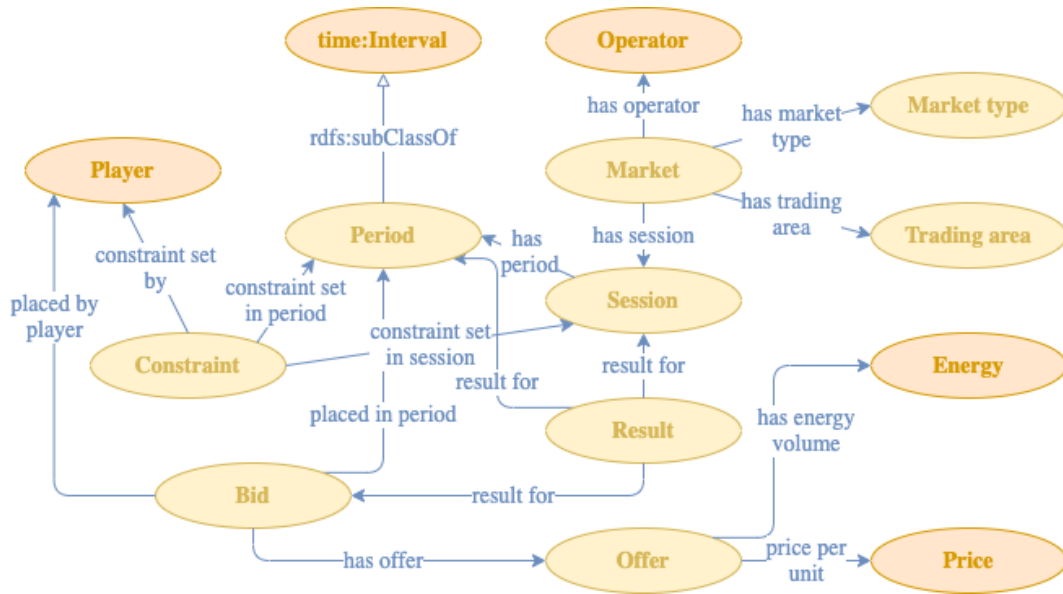 time:Interval
Operator
Market type
has operator
has market
type
rdfs:subClassOf
Player
Market
has trading
area
Period
has
period
has session
Trading area
constraint set
by
constraint set
in period
Session
placed by
player
constraint set
in session
Constraint
result for
result for
Energy
has energy
volume
placed in period
Result
Bid
result for
has offer
Offer
price per
unit
Price